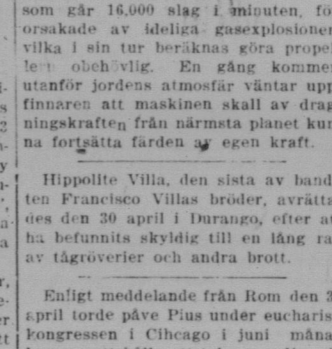 som går 16,000 slag i minuten, fö
orsakade av ideliga gasexplosioner
vilka i sin tur beräknas göra prope
lern obehövlig. En gång kommer
utanför jordens atmosfär väntar upp
finnaren att maskinen skall av drag
ningskraften från närmsta planet kun
na fortsätta färden av egen kraft.
Hippolite Villa, den sista av band
ten Francisco Villas bröder, avrätta
des den 30 april i Durango, efter at
ha befunnits skyldig till en lång ra
av tågröverier och andra brott.
Enligt meddelande från Rom den 3
april torde påve Pius under eucharis
kongressen i Cihcago i juni måna